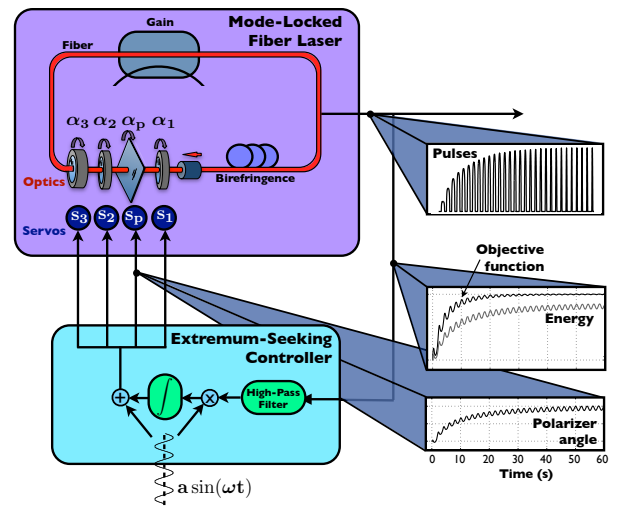 Mode-Locked
Fiber Laser
Gain
Fiber
α₃ α₂ αₚ α₁
Optics
Birefringence
Servos
s₃ s₂ sₚ s₁
Pulses
Objective
function
Energy
Extremum-Seeking
Controller
+ ∫ × High-Pass
Filter
a sin(ωt)
Polarizer
angle
0 10 20 30 40 50 60
Time (s)